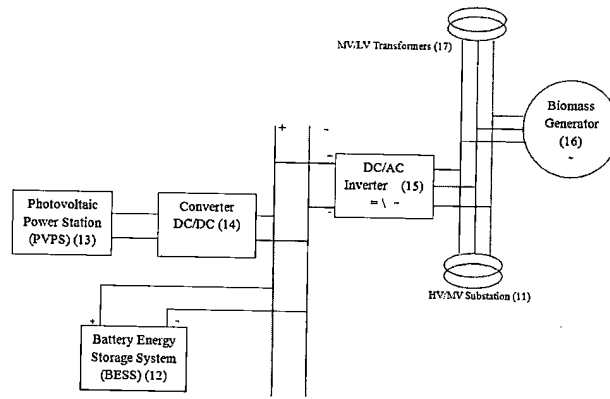 MV/LV Transformers (17)
Biomass
Generator
(16)
~
+ -
-
DC/AC
Inverter (15)
= \ ~
-
Photovoltaic
Power Station
(PVPS) (13)
Converter
DC/DC (14)
HV/MV Substation (11)
+ -
Battery Energy
Storage System
(BESS) (12)